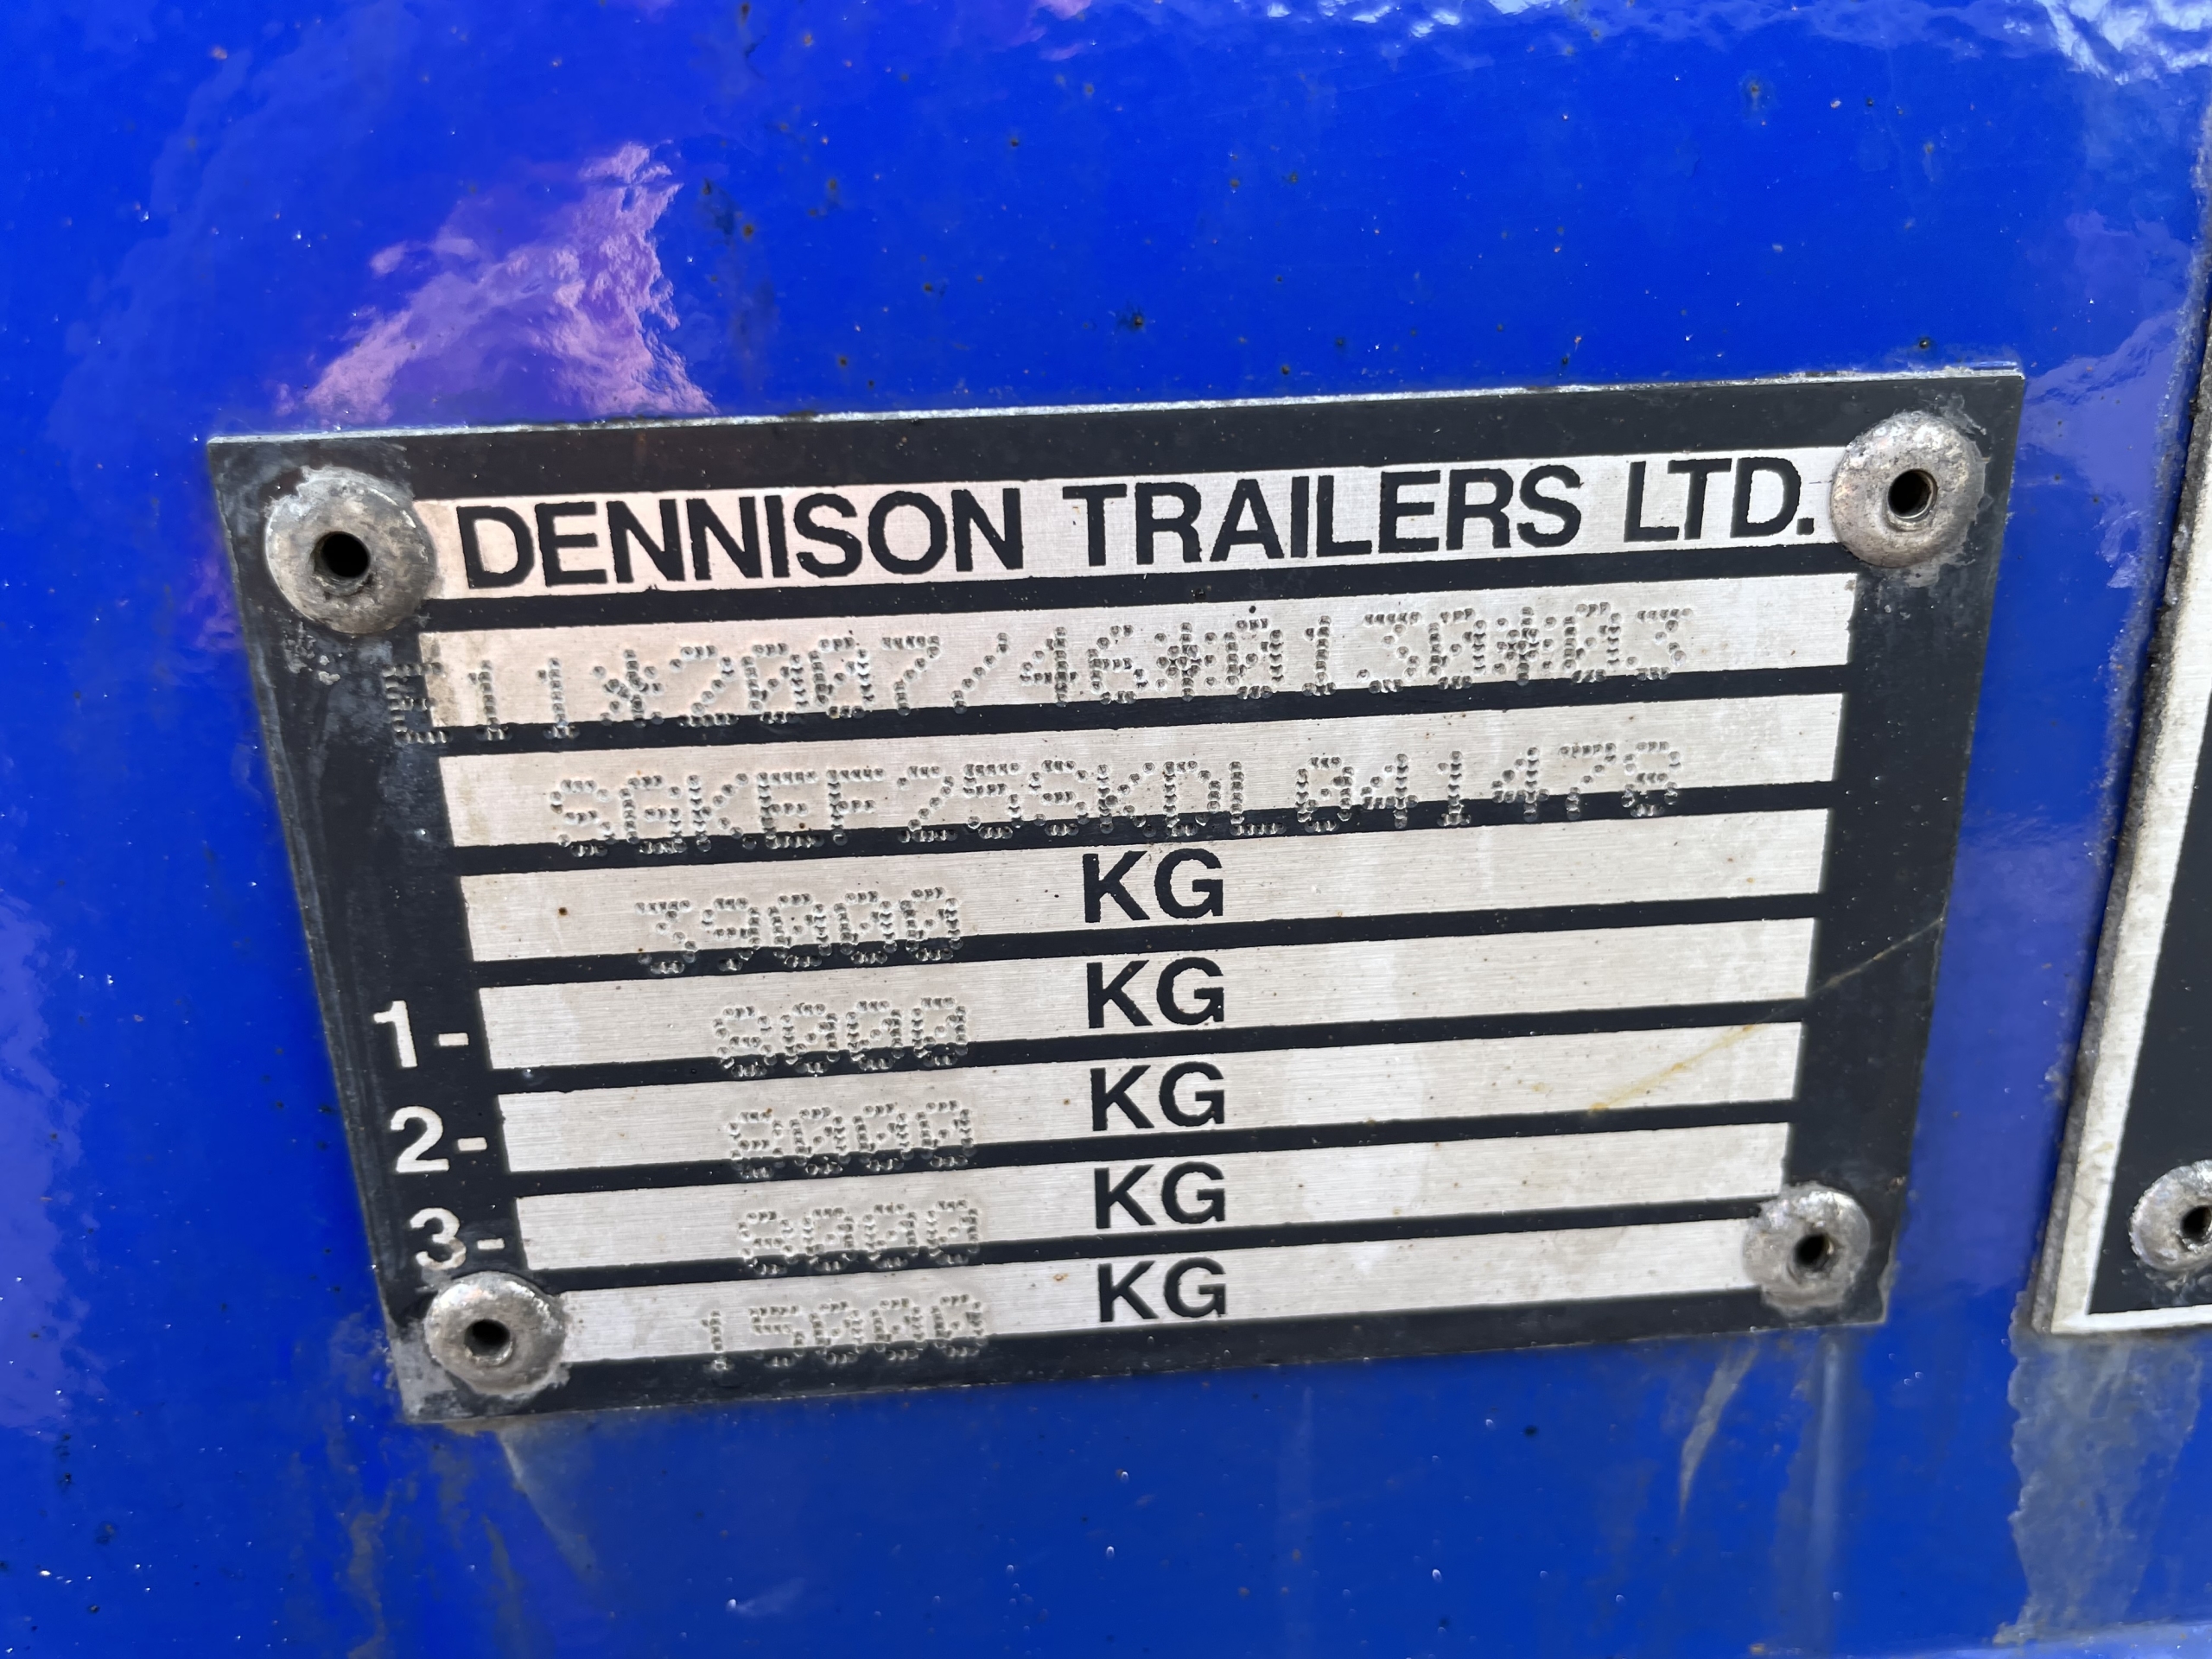 DENNISON TRAILERS LTD.
E11*2007/46*0130*03
39000 KG
1- 8000 KG
2- 8000 KG
3- 8000 KG
15000 KG